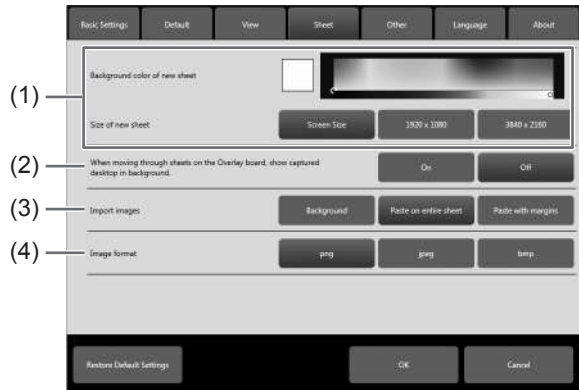 Basic Settings Default View Sheet Other Language About
(1)
Background color of new sheet
Size of new sheet Screen Size 1920 x 1080 3840 x 2160
(2)
When moving through sheets on the Overlay board, show captured
desktop in background. On Off
(3)
Import images Background Paste on entire sheet Paste with margins
(4)
Image format png jpeg bmp
Restore Default Settings OK Cancel